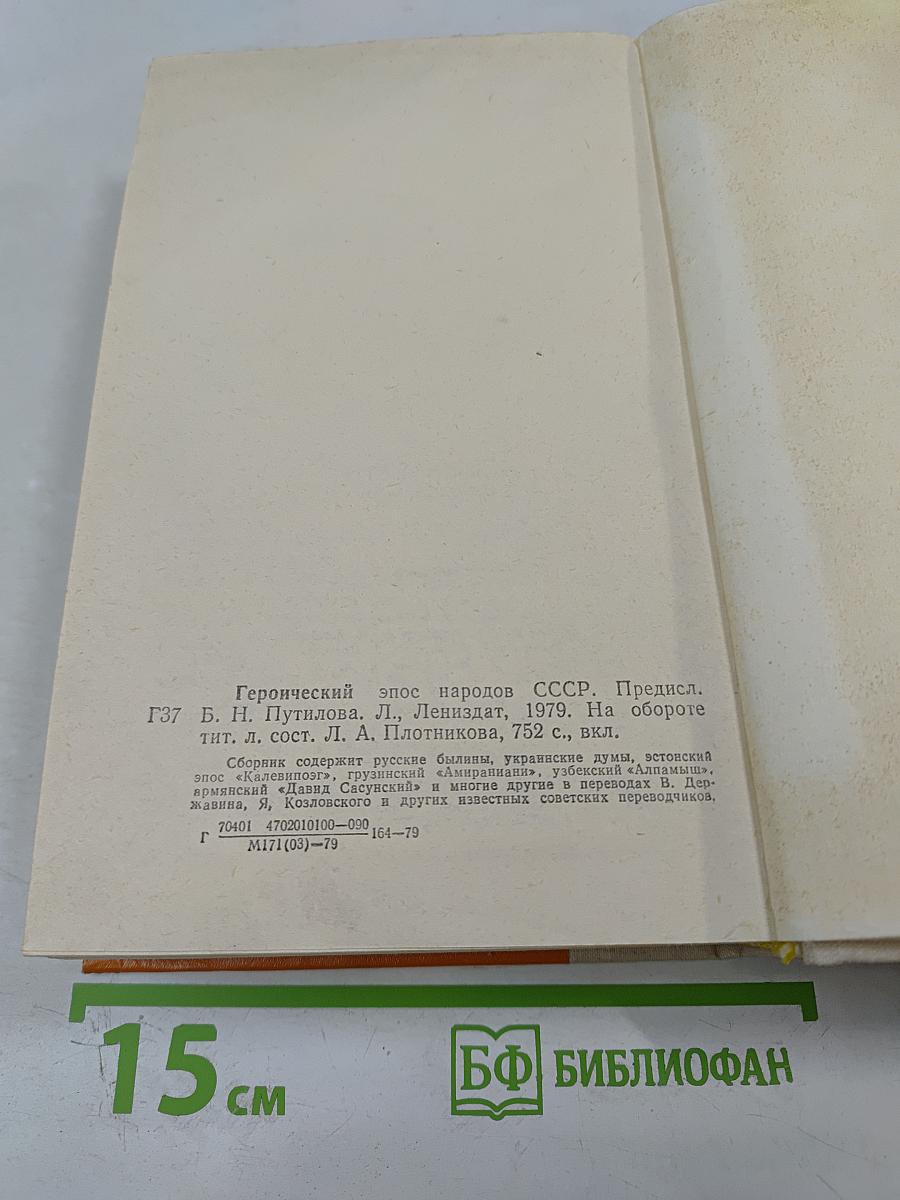 Героический эпос народов СССР. Предисл.
Г37 Б. Н. Путилова. Л., Лениздат, 1979. На обороте
тит. л. сост. Л. А. Плотникова, 752 с., вкл.
Сборник содержит русские былины, украинские думы, эстонский
эпос «Калевипоэг», грузинский «Амираниани», узбекский «Алпамыш»,
армянский «Давид Сасунский» и многие другие в переводах В. Дер-
жавина, Я. Козловского и других известных советских переводчиков.
Г 70401 4702010100—090 164—79
М171(03)—79
15 см
БФ БИБЛИОФАН